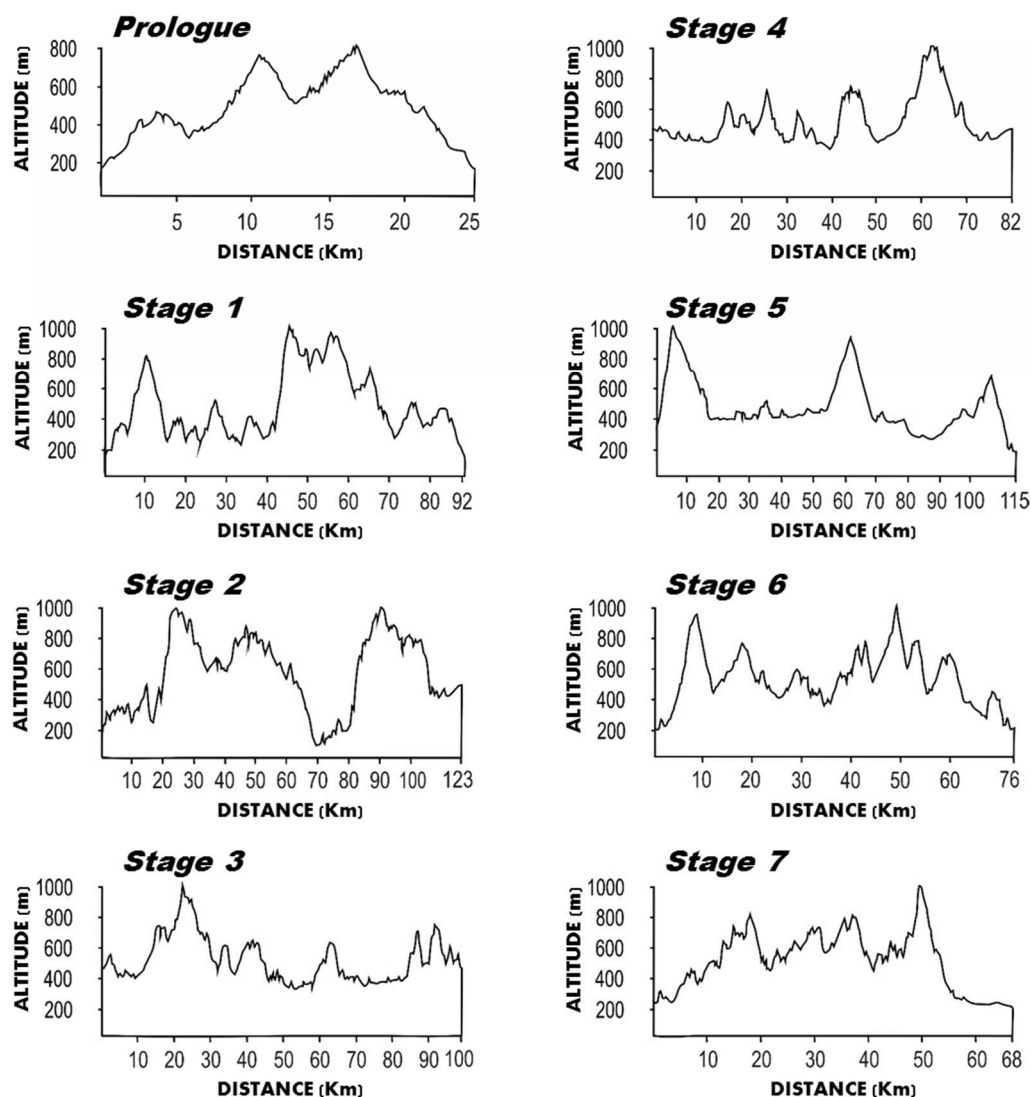 Prologue
ALTITUDE (m)
800
600
400
200
5 10 15 20 25
DISTANCE (Km)
Stage 4
ALTITUDE (m)
1000
800
600
400
200
10 20 30 40 50 60 70 82
DISTANCE (Km)
Stage 1
ALTITUDE (m)
1000
800
600
400
200
10 20 30 40 50 60 70 80 92
DISTANCE (Km)
Stage 5
ALTITUDE (m)
1000
800
600
400
200
10 20 30 40 50 60 70 80 90 100 115
DISTANCE (Km)
Stage 2
ALTITUDE (m)
1000
800
600
400
200
10 20 30 40 50 60 70 80 90 100 123
DISTANCE (Km)
Stage 6
ALTITUDE (m)
1000
800
600
400
200
10 20 30 40 50 60 76
DISTANCE (Km)
Stage 3
ALTITUDE (m)
1000
800
600
400
200
10 20 30 40 50 60 70 80 90 100
DISTANCE (Km)
Stage 7
ALTITUDE (m)
1000
800
600
400
200
10 20 30 40 50 60 68
DISTANCE (Km)